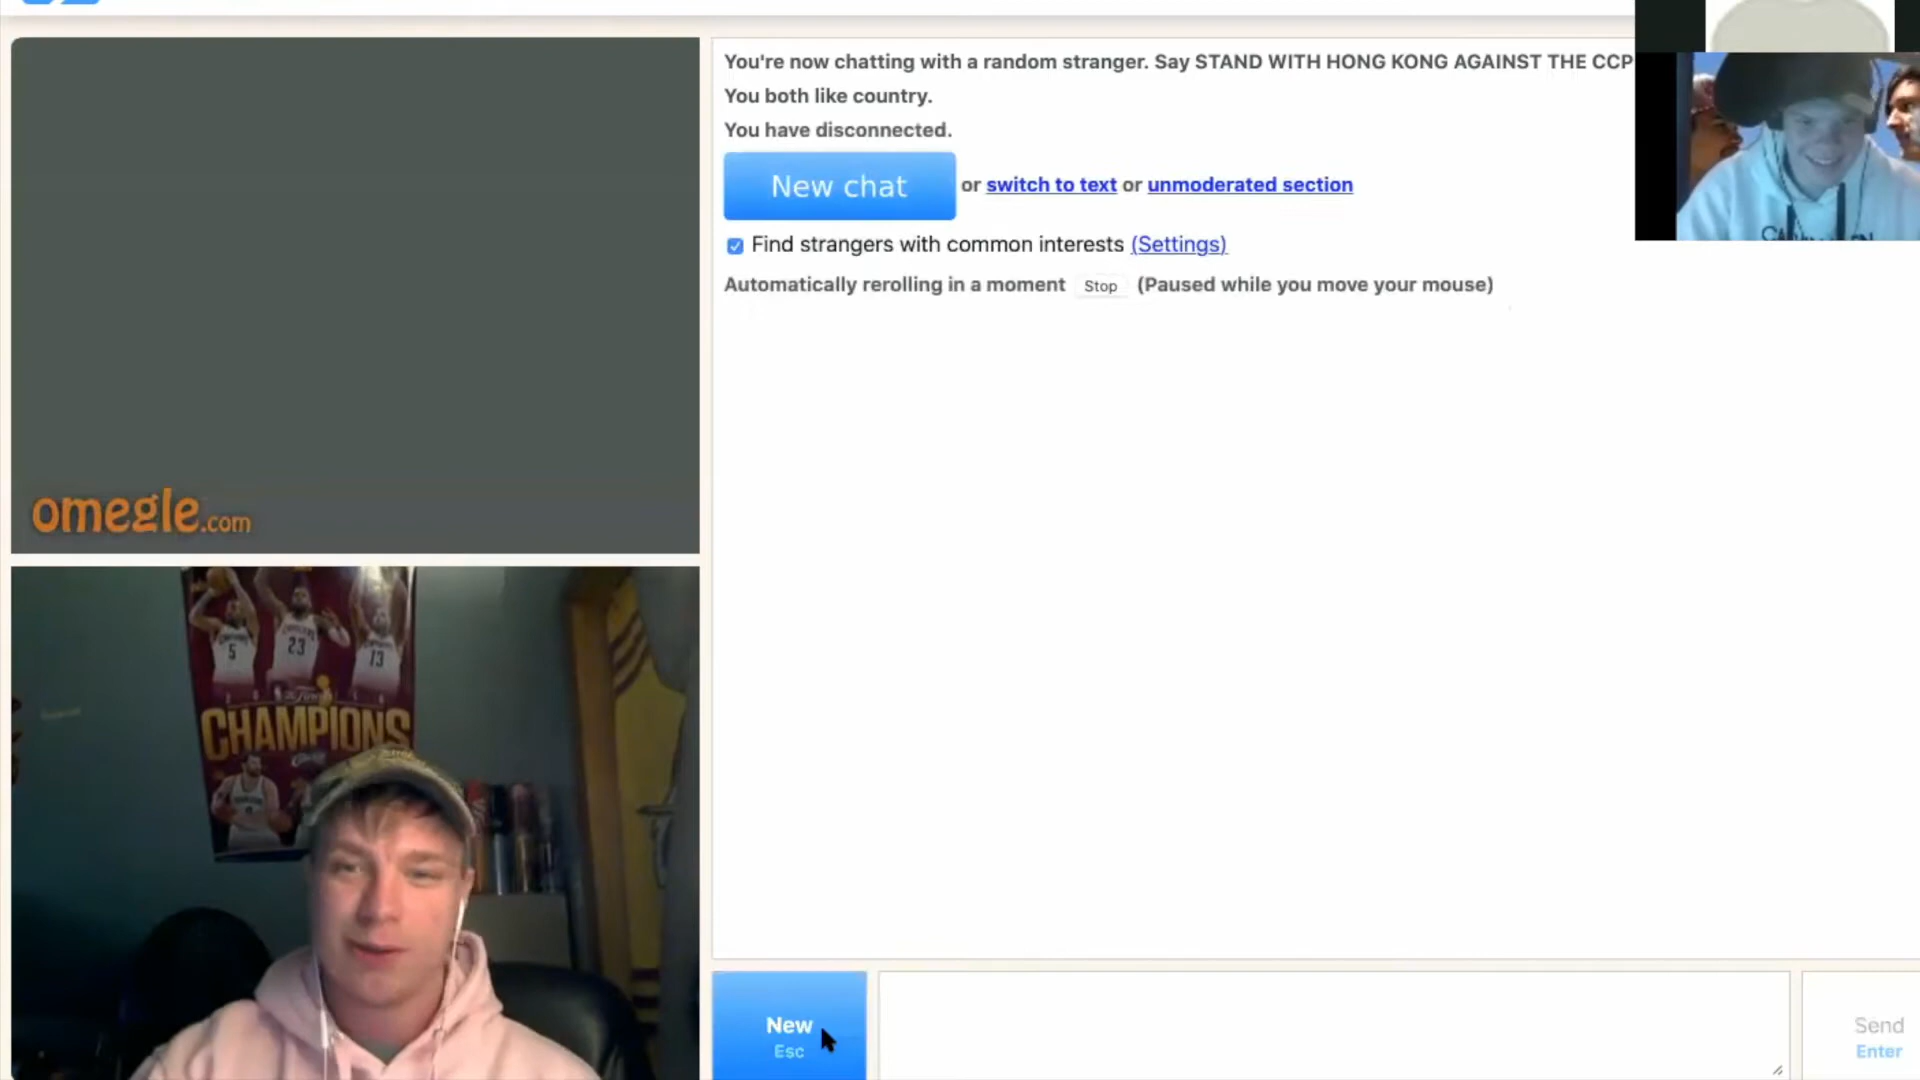 You're now chatting with a random stranger. Say STAND WITH HONG KONG AGAINST THE CCP
You both like country.
You have disconnected.
New chat or switch to text or unmoderated section
Find strangers with common interests (Settings)
Automatically rerolling in a moment Stop (Paused while you move your mouse)
omegle.com
5
23
13
CHAMPIONS
New
Esc
Send
Enter